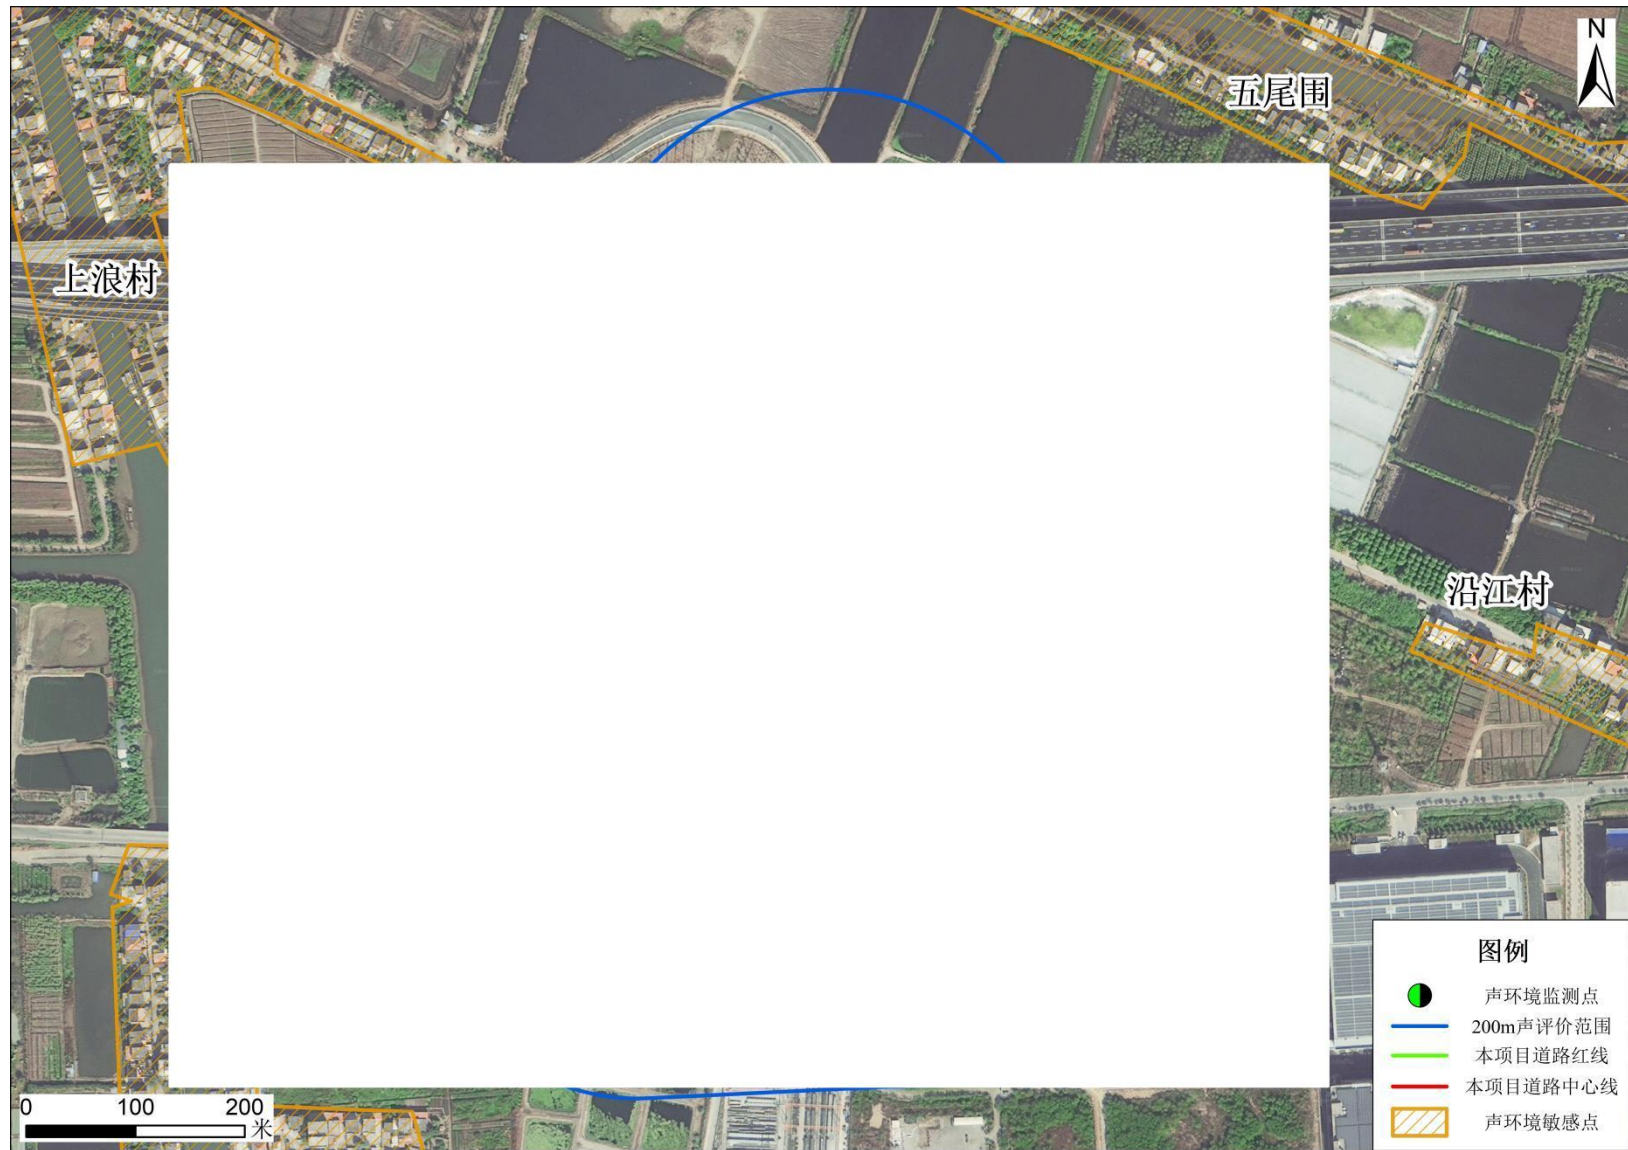 N
五尾围
上浪村
沿江村
图例
声环境监测点
200m声评价范围
本项目道路红线
本项目道路中心线
声环境敏感点
0 100 200
米